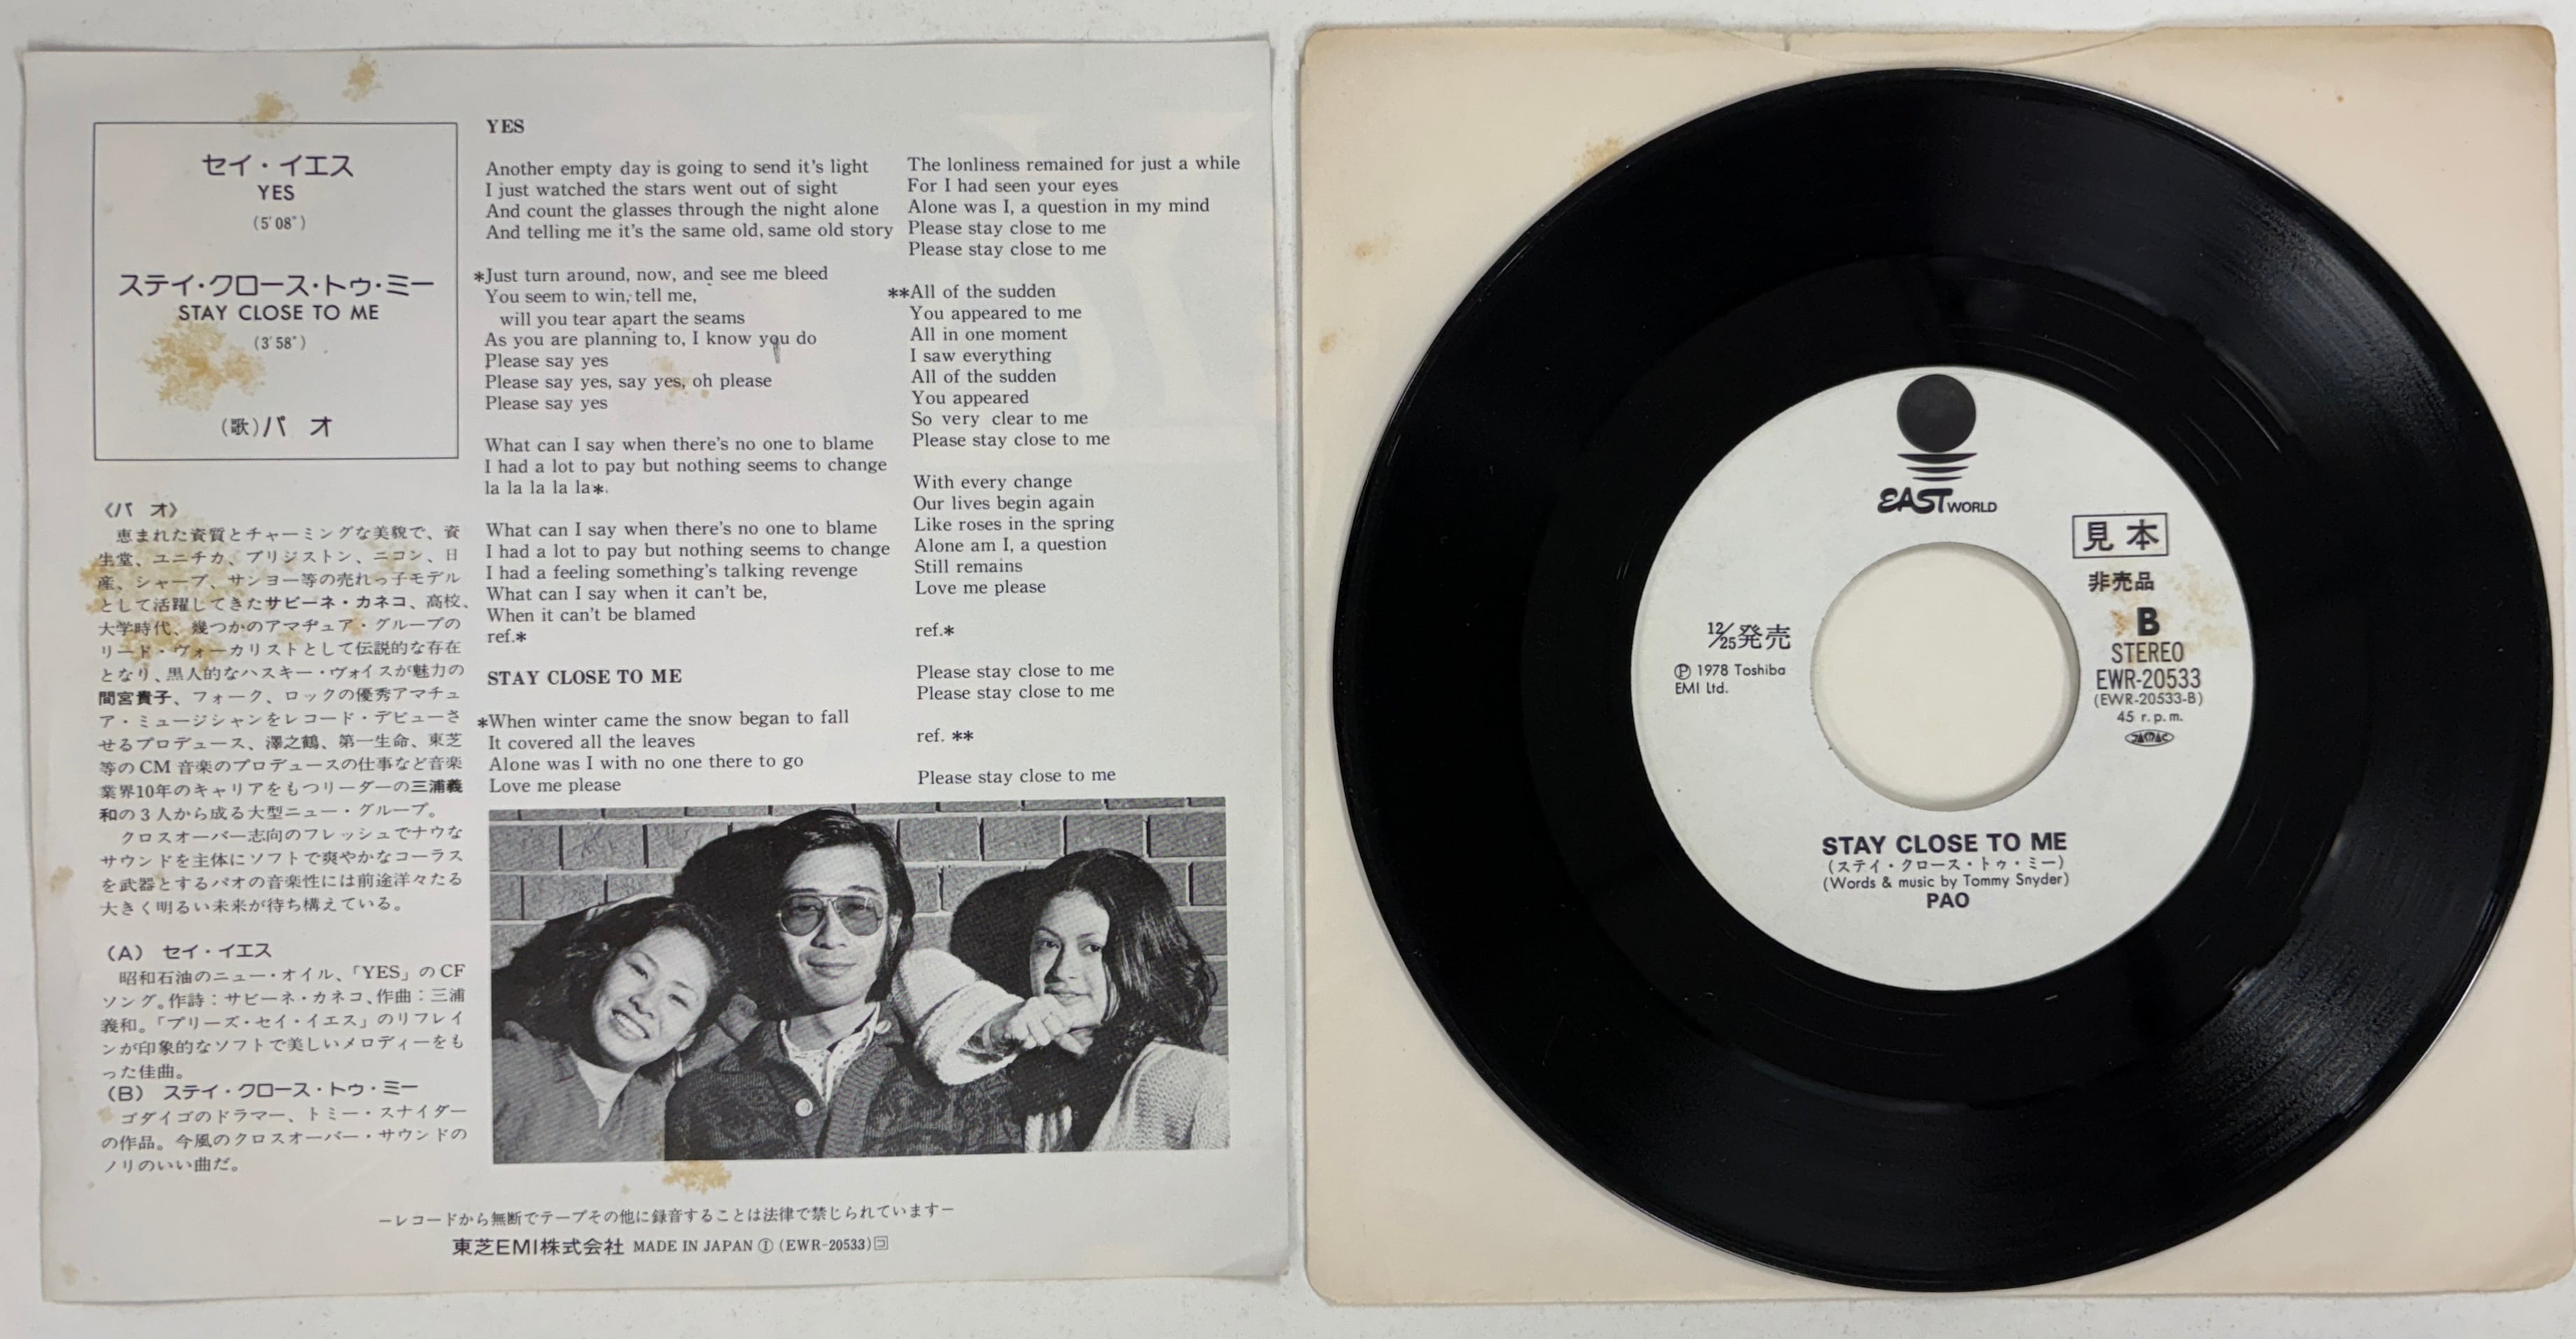 セイ・イエス
YES
(5′08″)
ステイ・クロース・トゥ・ミー
STAY CLOSE TO ME
(3′58″)
(歌)パ オ
《パ オ》
恵まれた資質とチャーミングな美貌で、資
生堂、ユニチカ、ブリジストン、ニコン、日
産、シャープ、サンヨー等の売れっ子モデル
として活躍してきたサビーネ・カネコ、高校、
大学時代、幾つかのアマチュア・グループの
リード・ヴォーカリストとして伝説的な存在
となり、黒人的なハスキー・ヴォイスが魅力の
間宮貴子、フォーク、ロックの優秀アマチュ
ア・ミュージシャンをレコード・デビューさ
せるプロデュース、澤之鶴、第一生命、東芝
等のCM音楽のプロデュースの仕事など音楽
業界10年のキャリアをもつリーダーの三浦義
和の3人から成る大型ニュー・グループ。
クロスオーバー志向のフレッシュでナウな
サウンドを主体にソフトで爽やかなコーラス
を武器とするパオの音楽性には前途洋々たる
大きく明るい未来が待ち構えている。
(A) セイ・イエス
昭和石油のニュー・オイル、「YES」のCF
ソング。作詩：サビーネ・カネコ、作曲：三浦
義和。「プリーズ・セイ・イエス」のリフレイ
ンが印象的なソフトで美しいメロディーをも
った佳曲。
(B) ステイ・クロース・トゥ・ミー
ゴダイゴのドラマー、トミー・スナイダー
の作品。今風のクロスオーバー・サウンドの
ノリのいい曲だ。
YES
Another empty day is going to send it's light
I just watched the stars went out of sight
And count the glasses through the night alone
And telling me it's the same old, same old story
*Just turn around, now, and see me bleed
You seem to win, tell me,
will you tear apart the seams
As you are planning to, I know you do
Please say yes
Please say yes, say yes, oh please
Please say yes
What can I say when there's no one to blame
I had a lot to pay but nothing seems to change
la la la la la*.
What can I say when there's no one to blame
I had a lot to pay but nothing seems to change
I had a feeling something's talking revenge
What can I say when it can't be,
When it can't be blamed
ref.*
STAY CLOSE TO ME
*When winter came the snow began to fall
It covered all the leaves
Alone was I with no one there to go
Love me please
The lonliness remained for just a while
For I had seen your eyes
Alone was I, a question in my mind
Please stay close to me
Please stay close to me
**All of the sudden
You appeared to me
All in one moment
I saw everything
All of the sudden
You appeared
So very clear to me
Please stay close to me
With every change
Our lives begin again
Like roses in the spring
Alone am I, a question
Still remains
Love me please
ref.*
Please stay close to me
Please stay close to me
ref. **
Please stay close to me
－レコードから無断でテープその他に録音することは法律で禁じられています－
東芝EMI株式会社 MADE IN JAPAN Ⓘ (EWR-20533)コ
EAST WORLD
見本
非売品
B
STEREO
EWR-20533
(EWR-20533-B)
45 r.p.m.
12/25発売
Ⓟ 1978 Toshiba
EMI Ltd.
STAY CLOSE TO ME
(ステイ・クロース・トゥ・ミー)
(Words & music by Tommy Snyder)
PAO